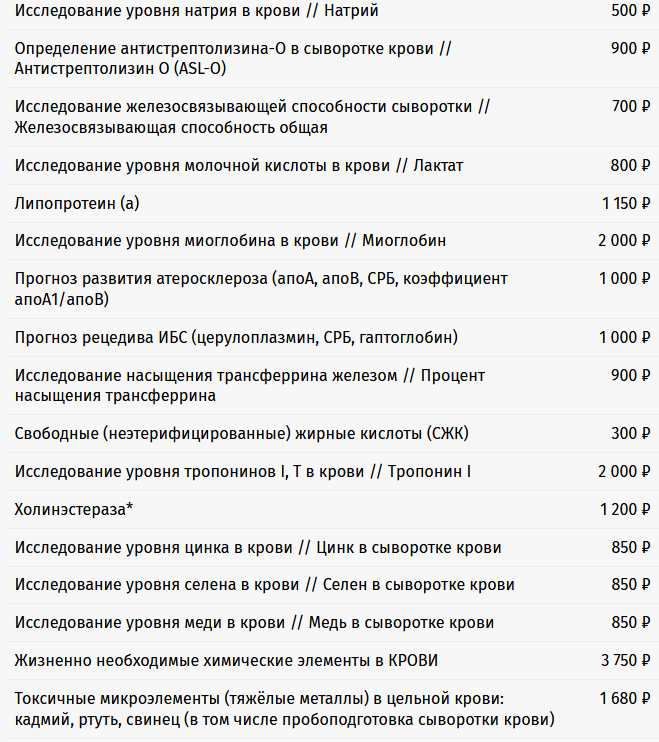 Исследование уровня натрия в крови // Натрий 500 ₽
Определение антистрептолизина-О в сыворотке крови // 900 ₽
Антистрептолизин О (ASL-O)
Исследование железосвязывающей способности сыворотки // 700 ₽
Железосвязывающая способность общая
Исследование уровня молочной кислоты в крови // Лактат 800 ₽
Липопротеин (a) 1 150 ₽
Исследование уровня миоглобина в крови // Миоглобин 2 000 ₽
Прогноз развития атеросклероза (апоА, апоВ, СРБ, коэффициент 1 000 ₽
апоА1/апоВ)
Прогноз рецедива ИБС (церулоплазмин, СРБ, гаптоглобин) 1 000 ₽
Исследование насыщения трансферрина железом // Процент 900 ₽
насыщения трансферрина
Свободные (неэтерифицированные) жирные кислоты (СЖК) 300 ₽
Исследование уровня тропонинов I, T в крови // Тропонин I 2 000 ₽
Холинэстераза* 1 200 ₽
Исследование уровня цинка в крови // Цинк в сыворотке крови 850 ₽
Исследование уровня селена в крови // Селен в сыворотке крови 850 ₽
Исследование уровня меди в крови // Медь в сыворотке крови 850 ₽
Жизненно необходимые химические элементы в КРОВИ 3 750 ₽
Токсичные микроэлементы (тяжёлые металлы) в цельной крови: 1 680 ₽
кадмий, ртуть, свинец (в том числе пробоподготовка сыворотки крови)